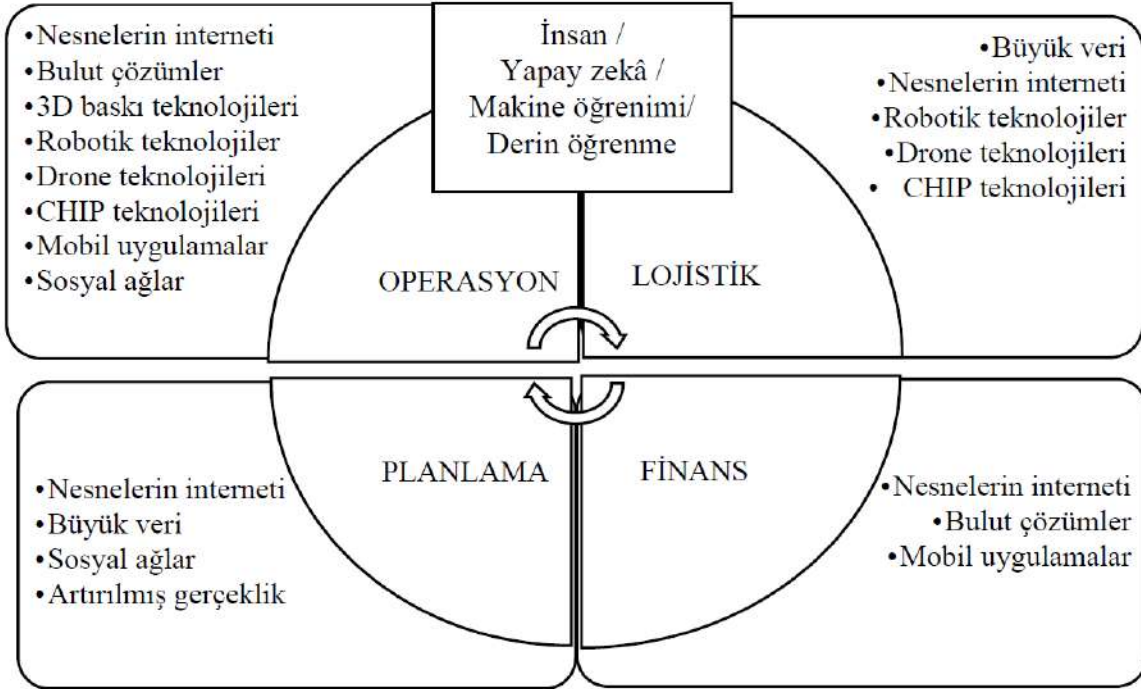 •Nesnelerin interneti
•Bulut çözümler
•3D baskı teknolojileri
•Robotik teknolojiler
•Drone teknolojileri
•CHIP teknolojileri
•Mobil uygulamalar
•Sosyal ağlar
İnsan /
Yapay zekâ /
Makine öğrenimi/
Derin öğrenme
•Büyük veri
•Nesnelerin interneti
•Robotik teknolojiler
•Drone teknolojileri
• CHIP teknolojileri
OPERASYON
LOJİSTİK
PLANLAMA
FİNANS
•Nesnelerin interneti
•Büyük veri
•Sosyal ağlar
•Artırılmış gerçeklik
•Nesnelerin interneti
•Bulut çözümler
•Mobil uygulamalar